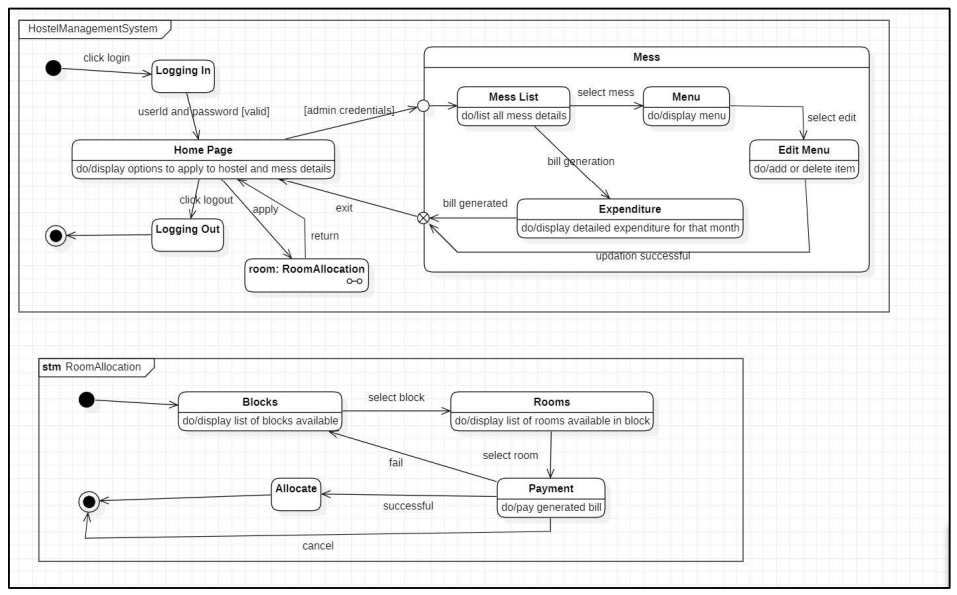 HostelManagementSystem
click login
Logging In
userId and password [valid]
[admin credentials]
Home Page
do/display options to apply to hostel and mess details
click logout
apply
exit
return
Logging Out
room: RoomAllocation
Mess
Mess List
do/list all mess details
select mess
Menu
do/display menu
select edit
Edit Menu
do/add or delete item
bill generation
bill generated
Expenditure
do/display detailed expenditure for that month
updation successful
stm RoomAllocation
Blocks
do/display list of blocks available
select block
Rooms
do/display list of rooms available in block
select room
fail
Payment
do/pay generated bill
Allocate
successful
cancel